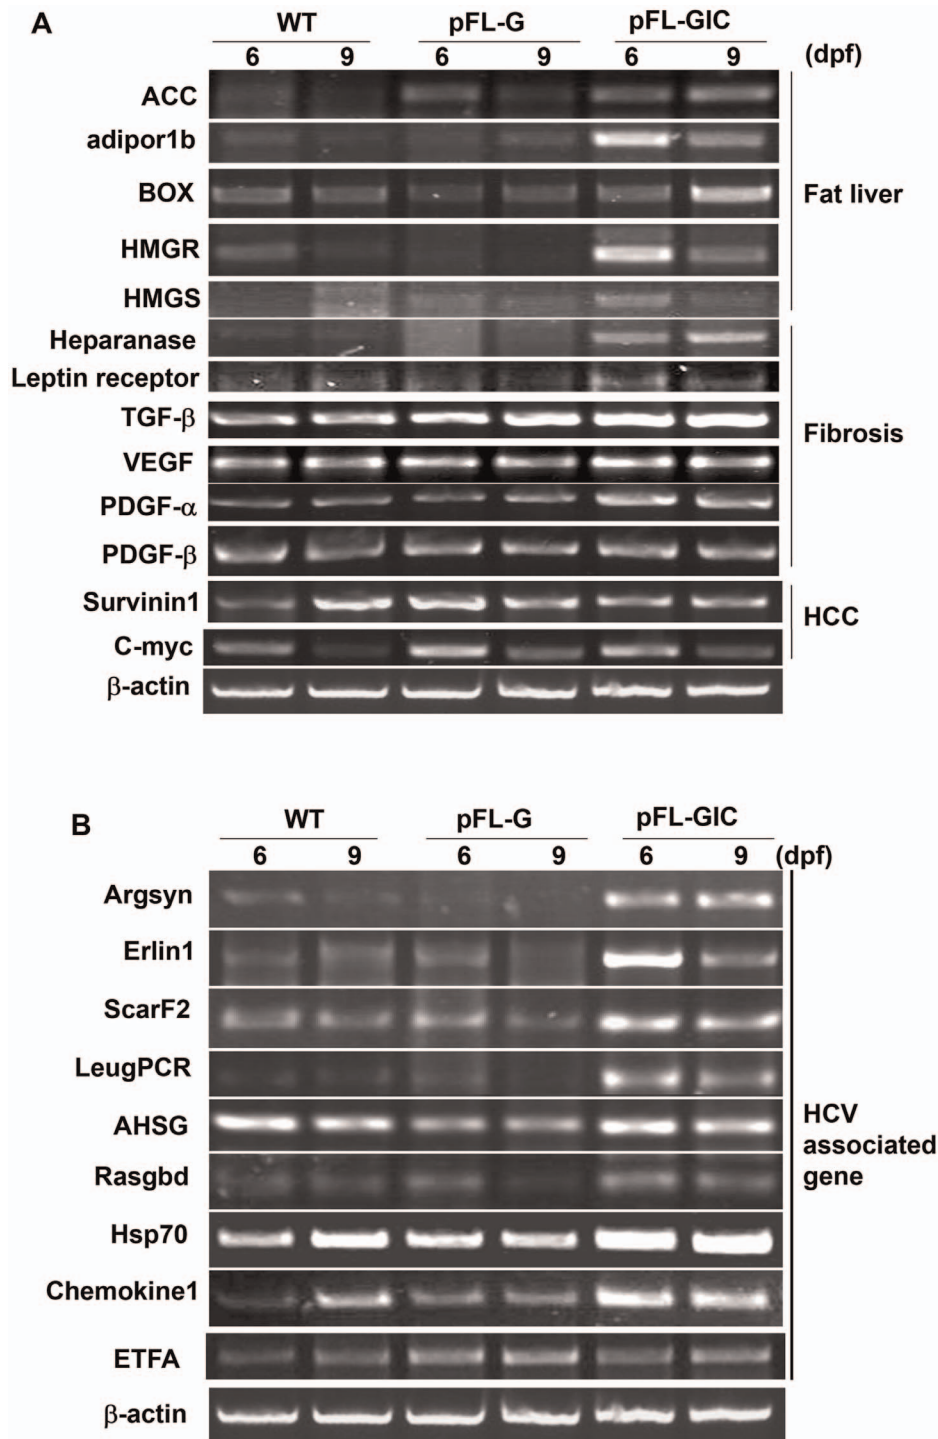 A
WT pFL-G pFL-GIC
6 9 6 9 6 9 (dpf)
ACC
adipor1b
BOX
HMGR
HMGS
Fat liver
Heparanase
Leptin receptor
TGF-β
VEGF
PDGF-α
PDGF-β
Fibrosis
Survinin1
C-myc
HCC
β-actin
B
WT pFL-G pFL-GIC
6 9 6 9 6 9 (dpf)
Argsyn
Erlin1
ScarF2
LeugPCR
AHSG
Rasgbd
Hsp70
Chemokine1
ETFA
HCV
associated
gene
β-actin